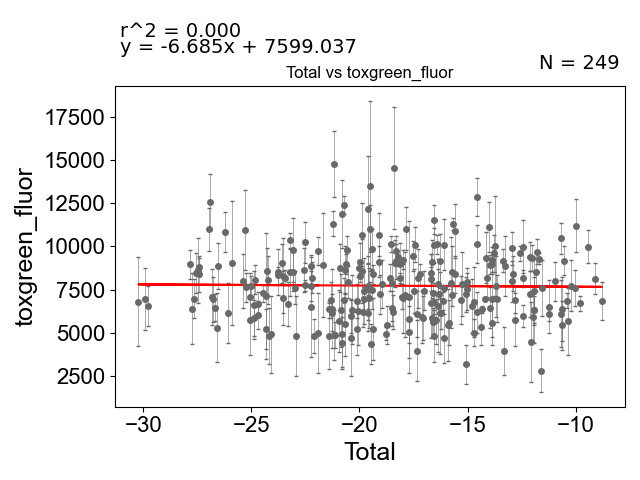 r^2 = 0.000
y = -6.685x + 7599.037
N = 249
Total vs toxgreen_fluor
17500
15000
12500
10000
7500
5000
2500
toxgreen_fluor
−30 −25 −20 −15 −10
Total